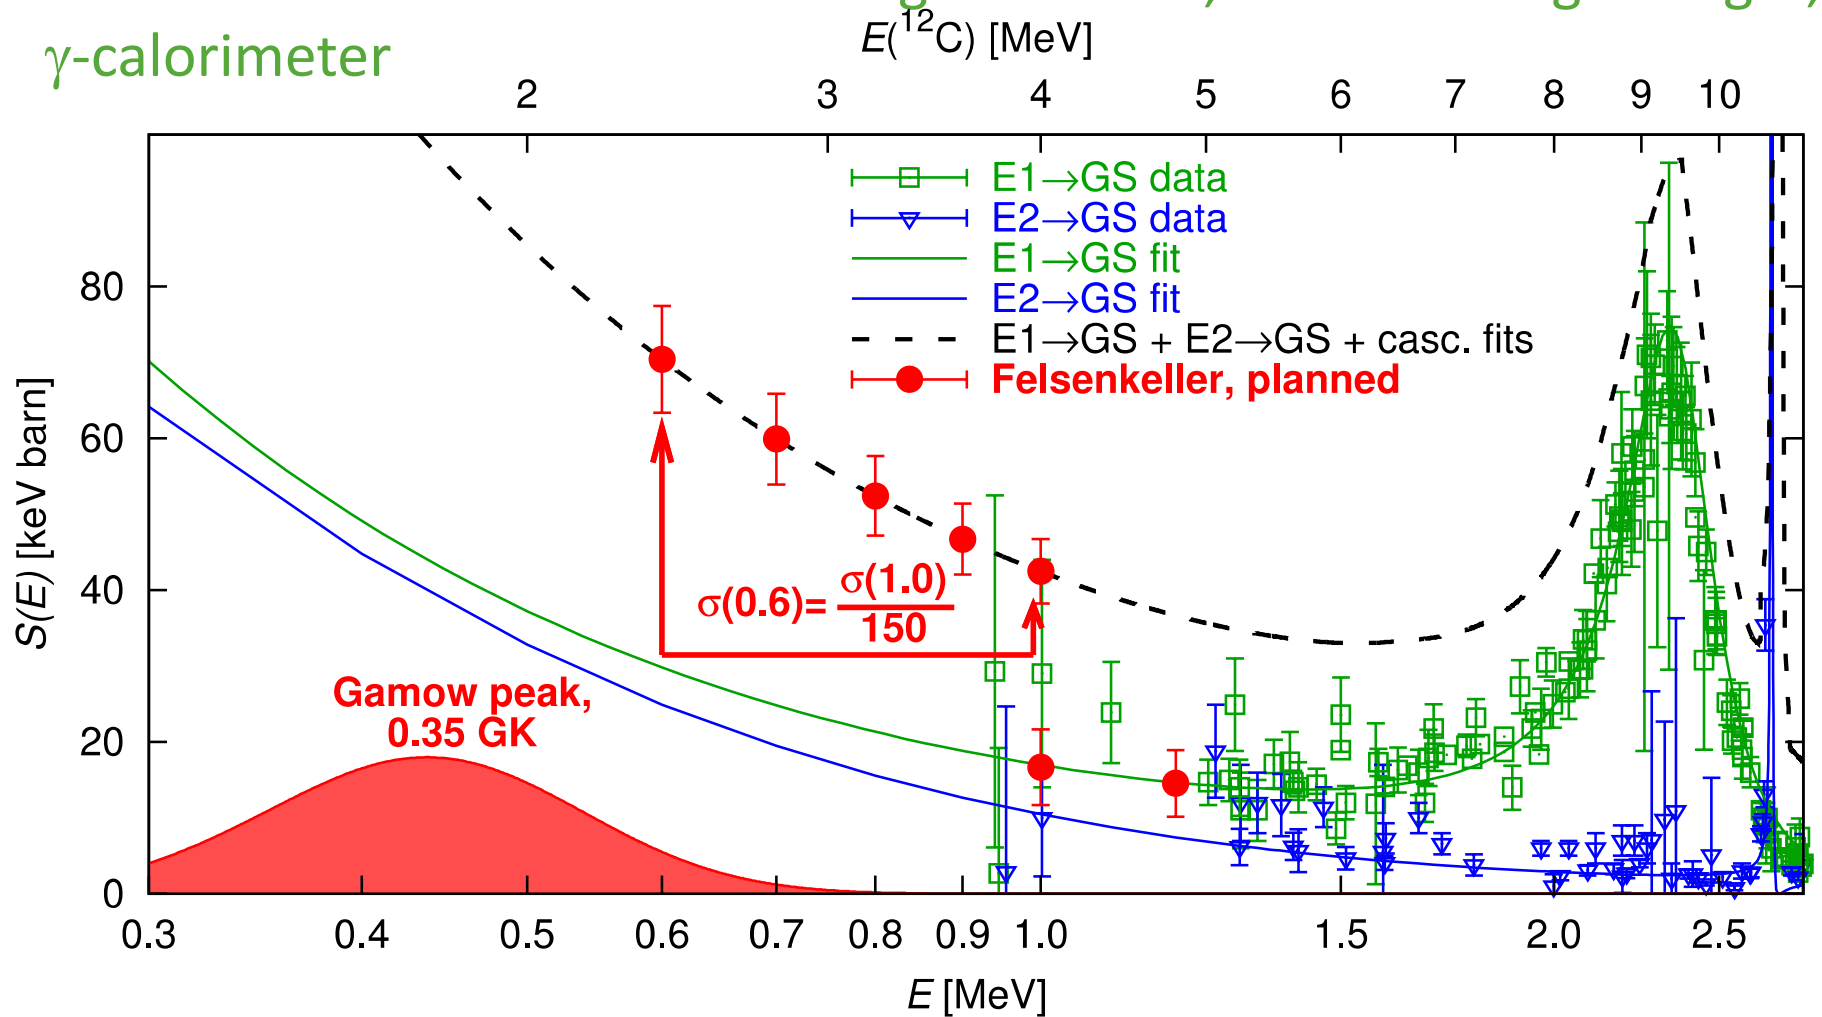 γ-calorimeter
E(¹²C) [MeV]
2 3 4 5 6 7 8 9 10
E1→GS data
E2→GS data
E1→GS fit
E2→GS fit
E1→GS + E2→GS + casc. fits
Felsenkeller, planned
80
60
40
20
0
S(E) [keV barn]
σ(0.6)= σ(1.0)
150
Gamow peak,
0.35 GK
0.3 0.4 0.5 0.6 0.7 0.8 0.9 1.0 1.5 2.0 2.5
E [MeV]